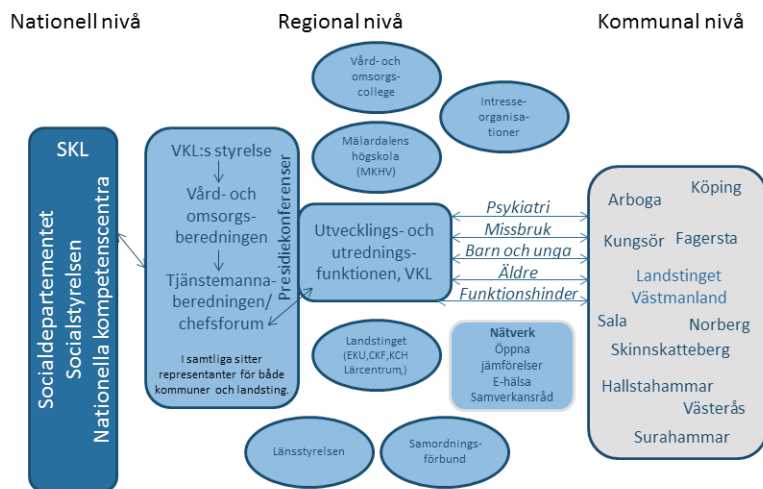 Nationell nivå
Regional nivå
Kommunal nivå
SKL
Socialdepartementet
Socialstyrelsen
Nationella kompetenscentra
VKL:s styrelse
Vård- och
omsorgs-
beredningen
Tjänstemanna-
beredningen/
chefsforum
I samtliga sitter
representanter för både
kommuner och landsting.
Presidiekonferenser
Vård- och
omsorgs-
college
Intresse-
organisa-
tioner
Mälardalens
högskola
(MKHV)
Utvecklings- och
utrednings-
funktionen, VKL
Psykiatri
Missbruk
Barn och unga
Äldre
Funktionshinder
Landstinget
(EKU,CKF,KCH
Lärcentrum,)
Nätverk
Öppna
jämförelser
E-hälsa
Samverkansråd
Länsstyrelsen
Samordnings-
förbund
Arboga
Köping
Kungsör
Fagersta
Landstinget
Västmanland
Sala
Norberg
Skinnskatteberg
Hallstahammar
Västerås
Surahammar